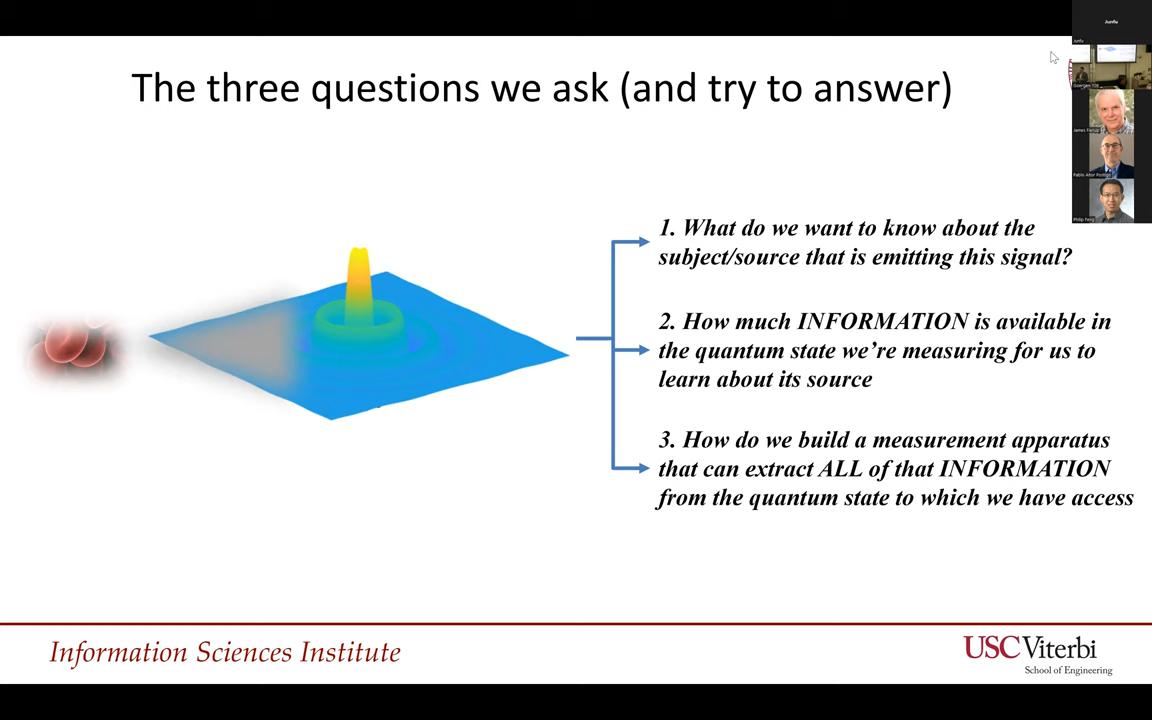 The three questions we ask (and try to answer)
Junfu
Junfu
1. What do we want to know about the
subject/source that is emitting this signal?
2. How much INFORMATION is available in
the quantum state we’re measuring for us to
learn about its source
3. How do we build a measurement apparatus
that can extract ALL of that INFORMATION
from the quantum state to which we have access
Information Sciences Institute
USC Viterbi
School of Engineering